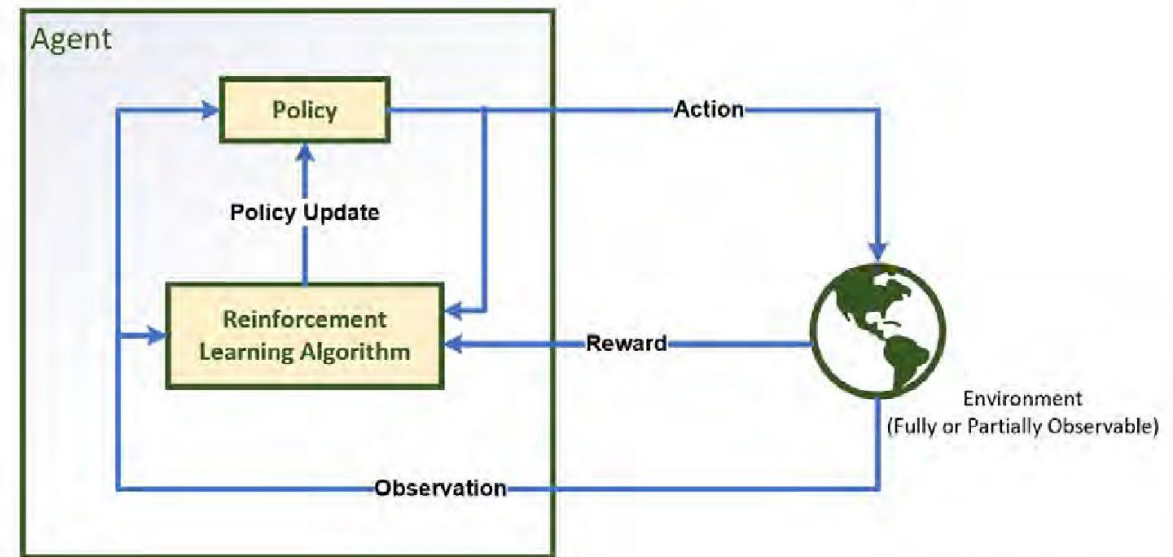 Agent
Policy
Action
Policy Update
Reinforcement
Learning Algorithm
Reward
Environment
(Fully or Partially Observable)
Observation